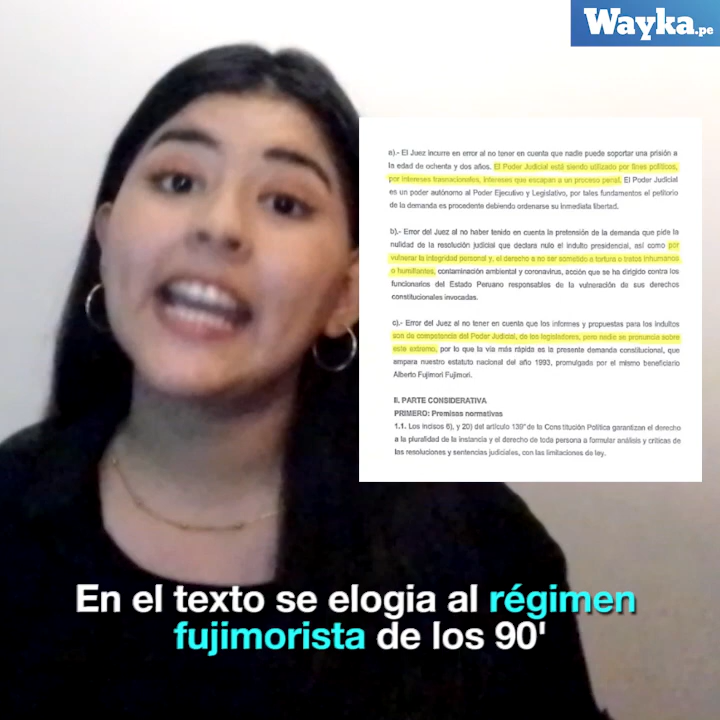 Wayka.pe
a).- El Juez incurre en error al no tener en cuenta que nadie puede soportar una prisión a
la edad de ochenta y dos años. El Poder Judicial está siendo utilizado por fines políticos,
por intereses trasnacionales, intereses que escapan a un proceso penal. El Poder Judicial
es un poder autónomo al Poder Ejecutivo y Legislativo, por tales fundamentos el petitorio
de la demanda es procedente debiendo ordenarse su inmediata libertad.
b).- Error del Juez al no haber tenido en cuenta la pretensión de la demanda que pide la
nulidad de la resolución judicial que declara nulo el indulto presidencial, así como por
vulnerar la integridad personal y, el derecho a no ser sometido a tortura o tratos inhumanos
o humillantes, contaminación ambiental y coronavirus, acción que se ha dirigido contra los
funcionarios del Estado Peruano responsables de la vulneración de sus derechos
constitucionales invocadas.
c).- Error del Juez al no tener en cuenta que los informes y propuestas para los indultos
son de competencia del Poder Judicial, de los legisladores, pero nadie se pronuncia sobre
este extremo, por lo que la vía más rápida es la presente demanda constitucional, que
ampara nuestro estatuto nacional del año 1993, promulgada por el mismo beneficiario
Alberto Fujimori Fujimori.
II. PARTE CONSIDERATIVA
PRIMERO: Premisas normativas
1.1. Los incisos 6), y 20) del artículo 139° de la Constitución Política garantizan el derecho
a la pluralidad de la instancia y el derecho de toda persona a formular análisis y críticas de
las resoluciones y sentencias judiciales, con las limitaciones de ley.
En el texto se elogia al régimen
fujimorista de los 90'